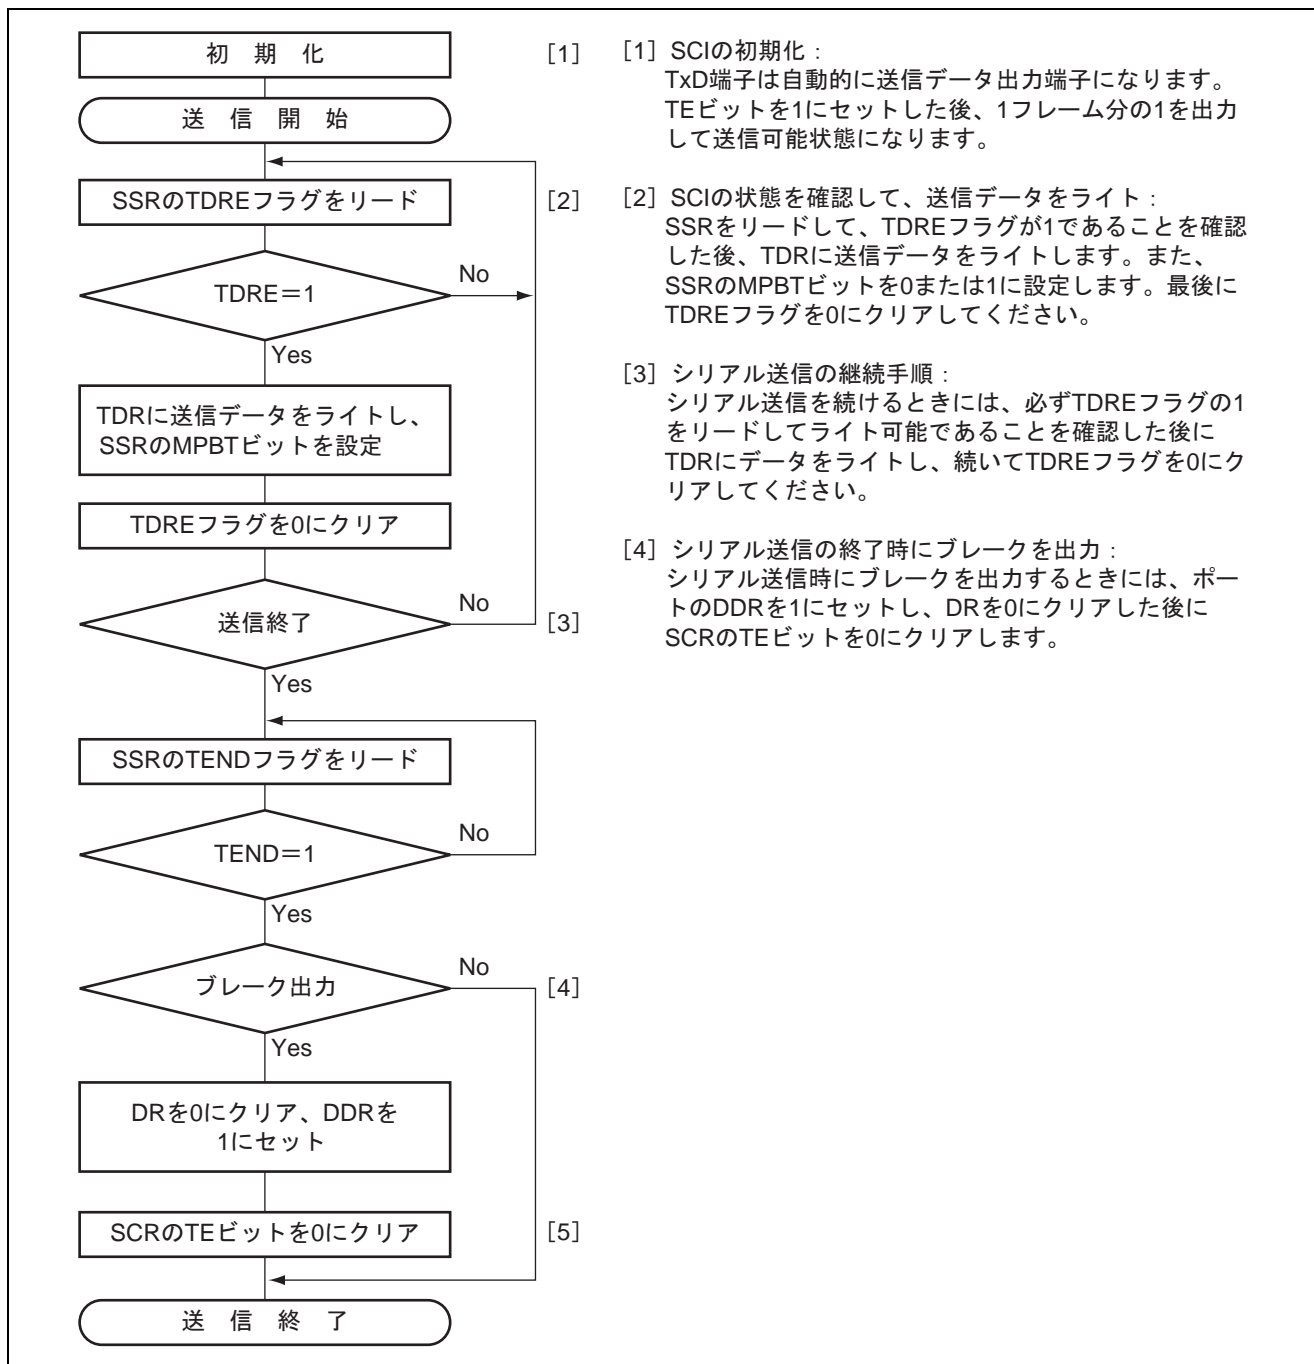 初期化
[1]
送信開始
SSRのTDREフラグをリード
[2]
TDRE＝1
No
Yes
TDRに送信データをライトし、
SSRのMPBTビットを設定
TDREフラグを0にクリア
送信終了
No
[3]
Yes
SSRのTENDフラグをリード
TEND＝1
No
Yes
ブレーク出力
No
[4]
Yes
DRを0にクリア、DDRを
1にセット
SCRのTEビットを0にクリア
[5]
送信終了
[1] SCIの初期化：
TxD端子は自動的に送信データ出力端子になります。
TEビットを1にセットした後、1フレーム分の1を出力
して送信可能状態になります。
[2] SCIの状態を確認して、送信データをライト：
SSRをリードして、TDREフラグが1であることを確認
した後、TDRに送信データをライトします。また、
SSRのMPBTビットを0または1に設定します。最後に
TDREフラグを0にクリアしてください。
[3] シリアル送信の継続手順：
シリアル送信を続けるときには、必ずTDREフラグの1
をリードしてライト可能であることを確認した後に
TDRにデータをライトし、続いてTDREフラグを0にク
リアしてください。
[4] シリアル送信の終了時にブレークを出力：
シリアル送信時にブレークを出力するときには、ポー
トのDDRを1にセットし、DRを0にクリアした後に
SCRのTEビットを0にクリアします。